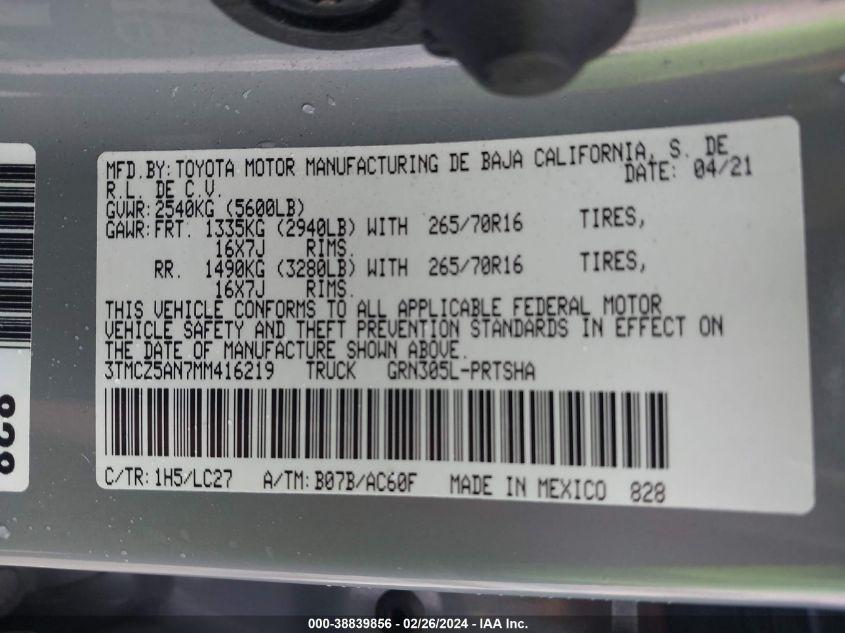 MFD.BY: TOYOTA MOTOR MANUFACTURING DE BAJA CALIFORNIA, S. DE
R.L. DE C.V. DATE: 04/21
GVWR: 2540KG (5600LB)
GAWR: FRT. 1335KG (2940LB) WITH 265/70R16 TIRES,
16X7J RIMS.
RR. 1490KG (3280LB) WITH 265/70R16 TIRES,
16X7J RIMS.
THIS VEHICLE CONFORMS TO ALL APPLICABLE FEDERAL MOTOR
VEHICLE SAFETY AND THEFT PREVENTION STANDARDS IN EFFECT ON
THE DATE OF MANUFACTURE SHOWN ABOVE.
3TMCZ5AN7MM416219 TRUCK GRN305L-PRTSHA
C/TR: 1H5/LC27 A/TM: B07B/AC60F MADE IN MEXICO 828
828
000-38839856 - 02/26/2024 - IAA Inc.